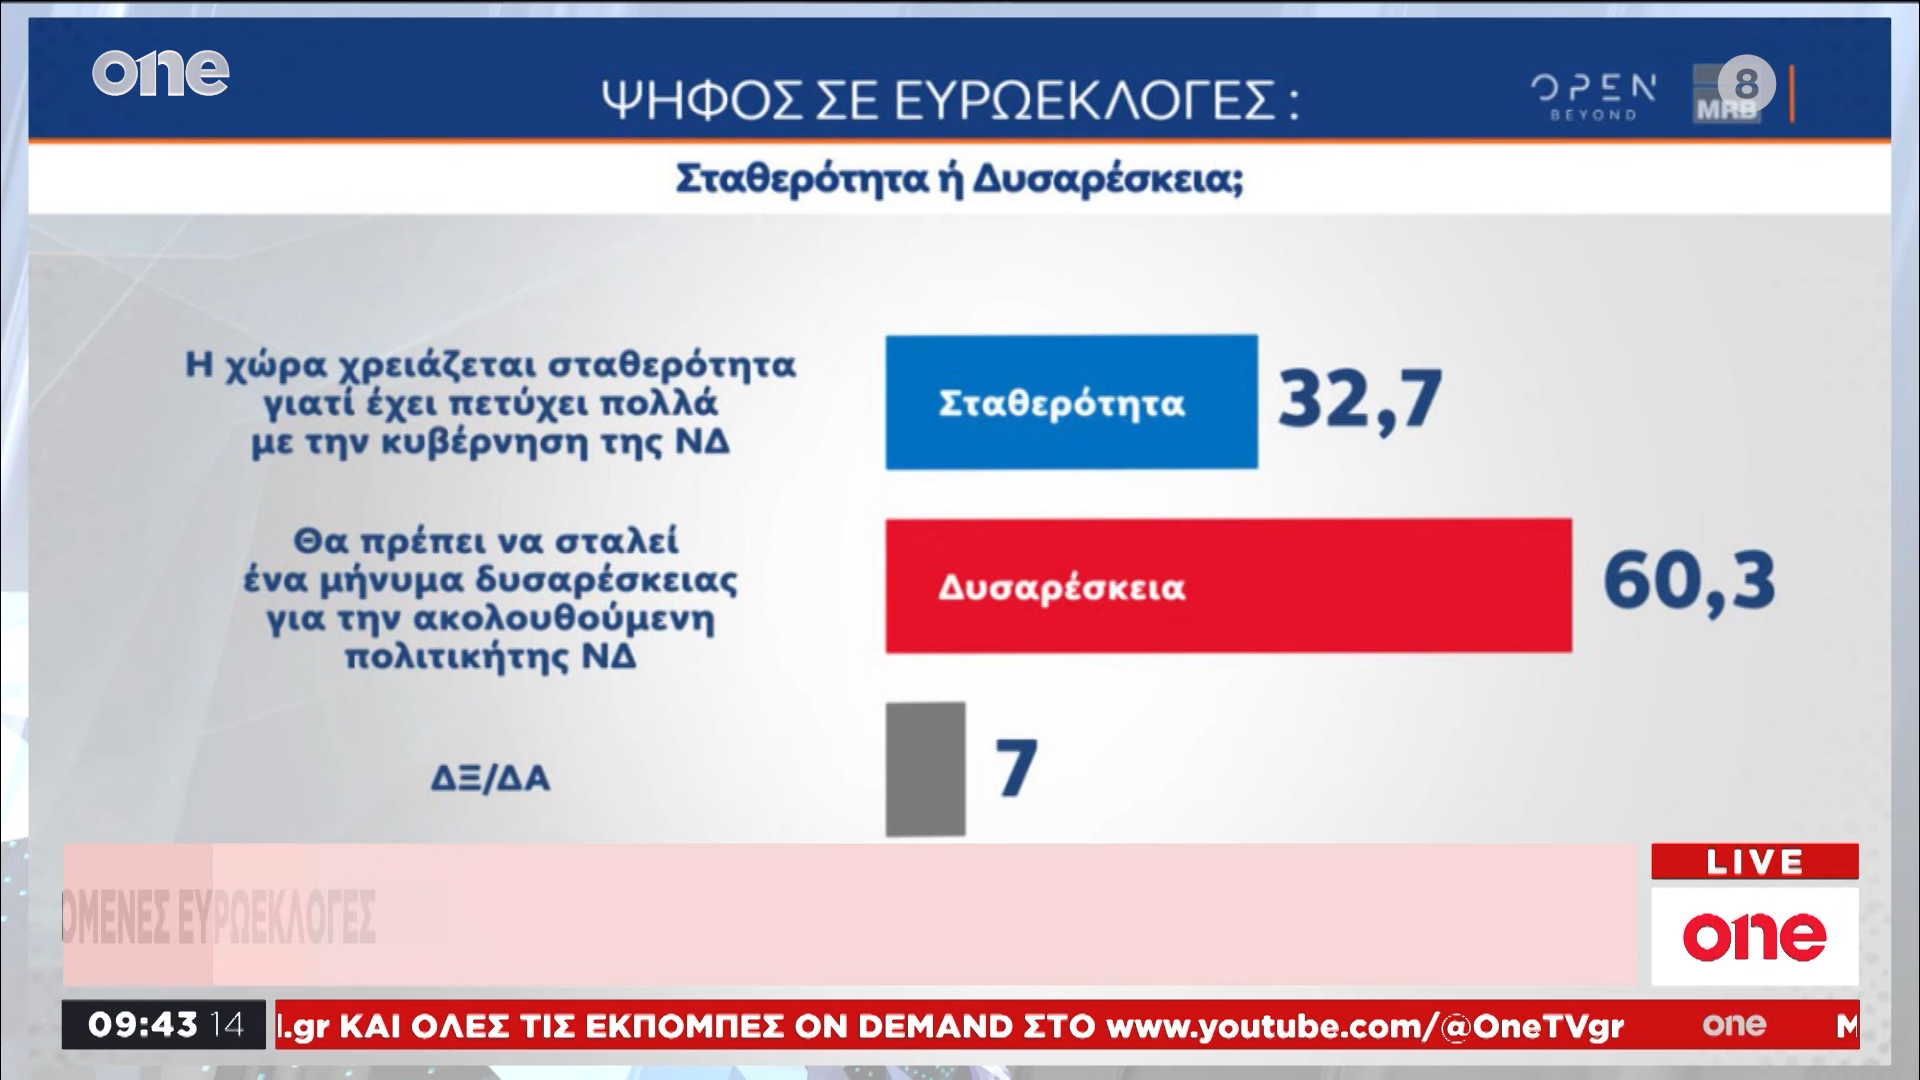 one
ΨΗΦΟΣ ΣΕ ΕΥΡΩΕΚΛΟΓΕΣ :
OPEN
BEYOND
8
MRB
Σταθερότητα ή Δυσαρέσκεια;
Η χώρα χρειάζεται σταθερότητα
γιατί έχει πετύχει πολλά
με την κυβέρνηση της ΝΔ
Σταθερότητα
32,7
Θα πρέπει να σταλεί
ένα μήνυμα δυσαρέσκειας
για την ακολουθούμενη
πολιτικήτης ΝΔ
Δυσαρέσκεια
60,3
ΔΞ/ΔΑ
7
ΟΜΕΝΕΣ ΕΥΡΩΕΚΛΟΓΕΣ
LIVE
one
09:43 14
.gr ΚΑΙ ΟΛΕΣ ΤΙΣ ΕΚΠΟΜΠΕΣ ON DEMAND ΣΤΟ www.youtube.com/@OneTVgr one